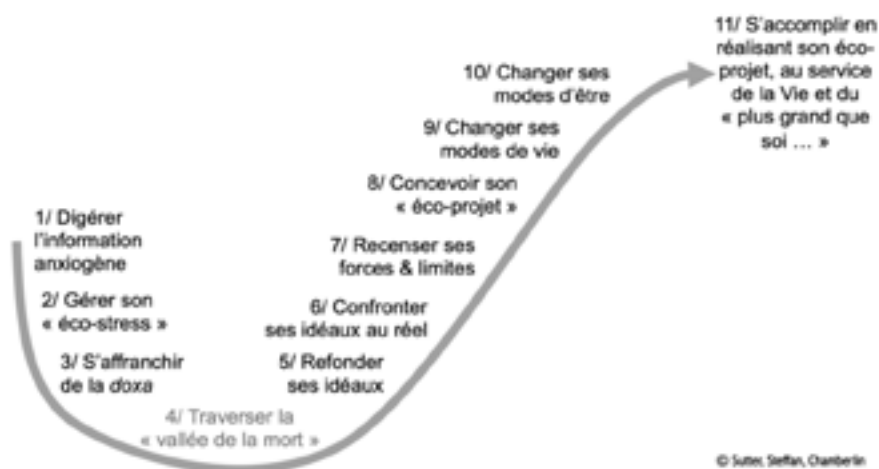 1/ Digérer
l'information
anxiogène
2/ Gérer son
« éco-stress »
3/ S'affranchir
de la doxa
4/ Traverser la
« vallée de la mort »
5/ Refonder
ses idéaux
6/ Confronter
ses idéaux au réel
7/ Recenser ses
forces & limites
8/ Concevoir son
« éco-projet »
9/ Changer ses
modes de vie
10/ Changer ses
modes d'être
11/ S'accomplir en
réalisant son éco-
projet, au service
de la Vie et du
« plus grand que
soi ... »
© Sutter, Steffan, Chamberlin